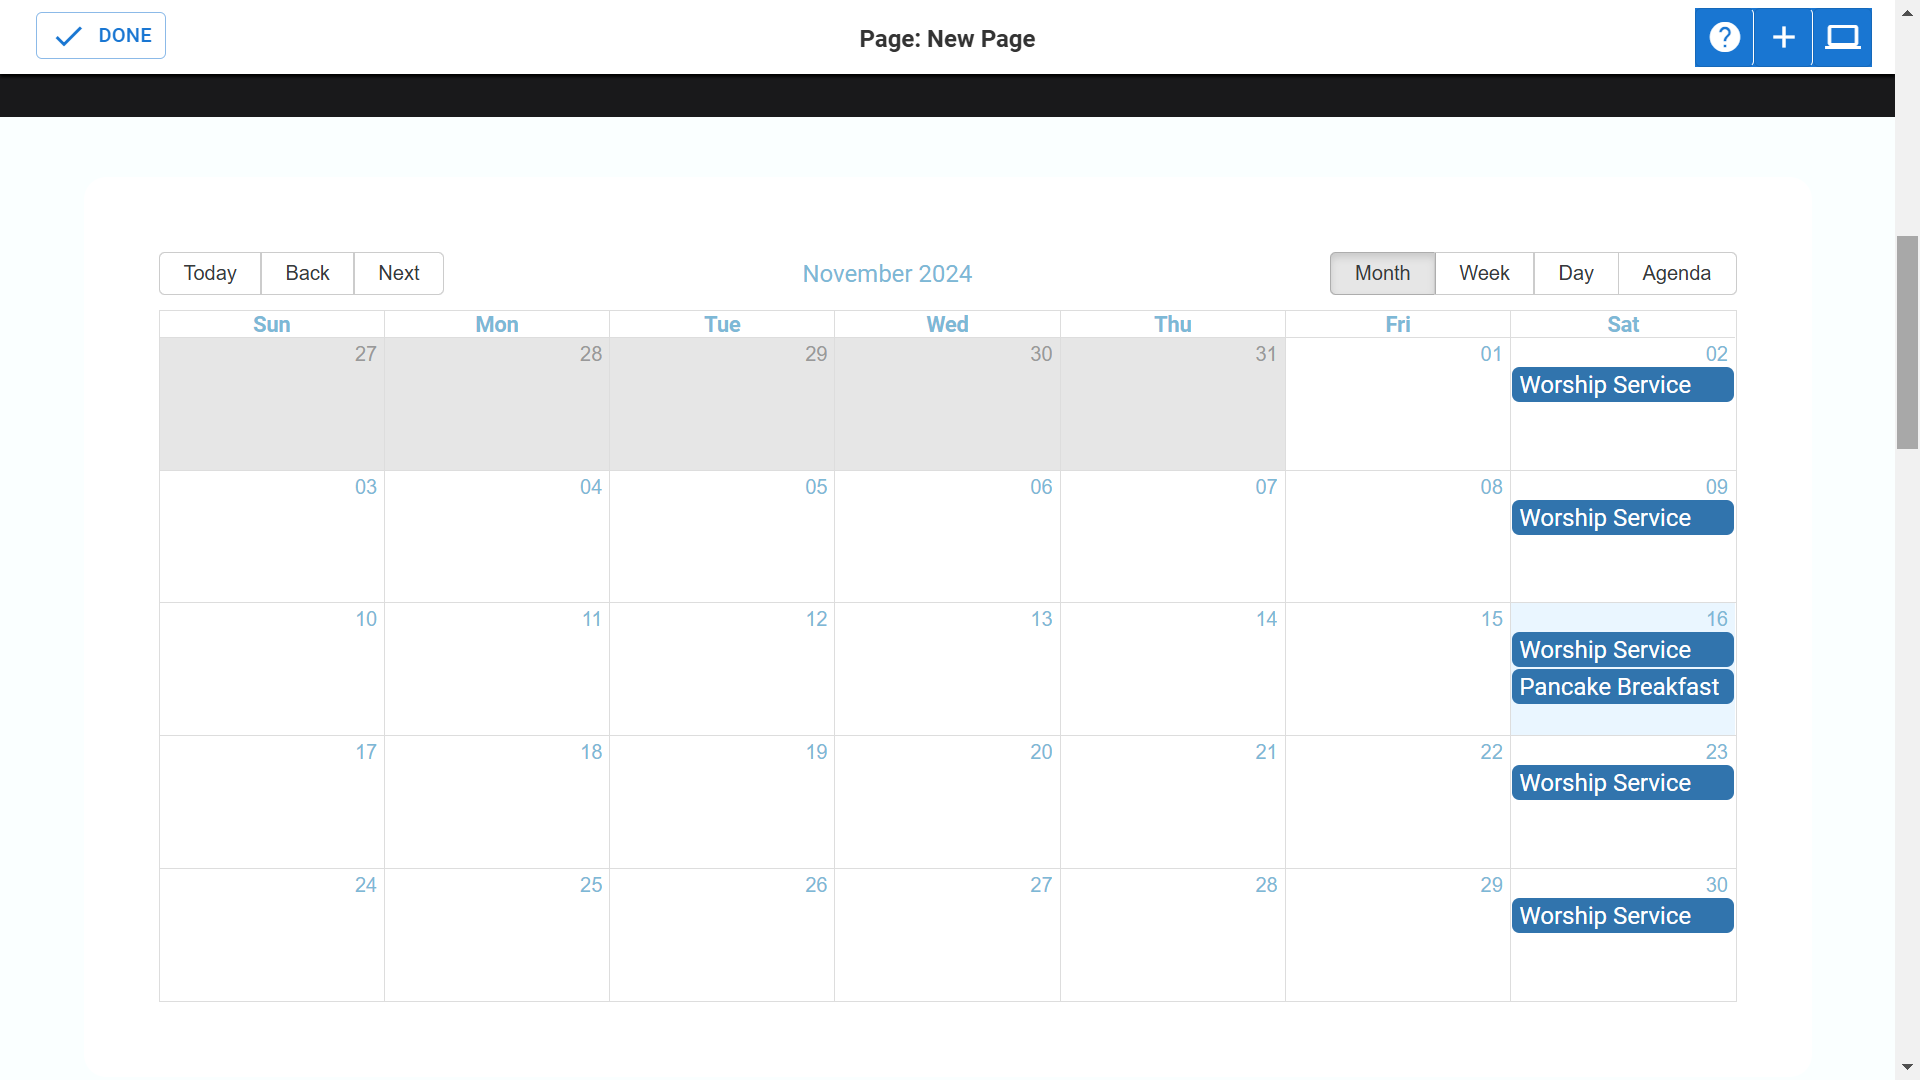 DONE
Page: New Page
Today Back Next
November 2024
Month Week Day Agenda
Sun Mon Tue Wed Thu Fri Sat
27 28 29 30 31 01 02
Worship Service
03 04 05 06 07 08 09
Worship Service
10 11 12 13 14 15 16
Worship Service
Pancake Breakfast
17 18 19 20 21 22 23
Worship Service
24 25 26 27 28 29 30
Worship Service